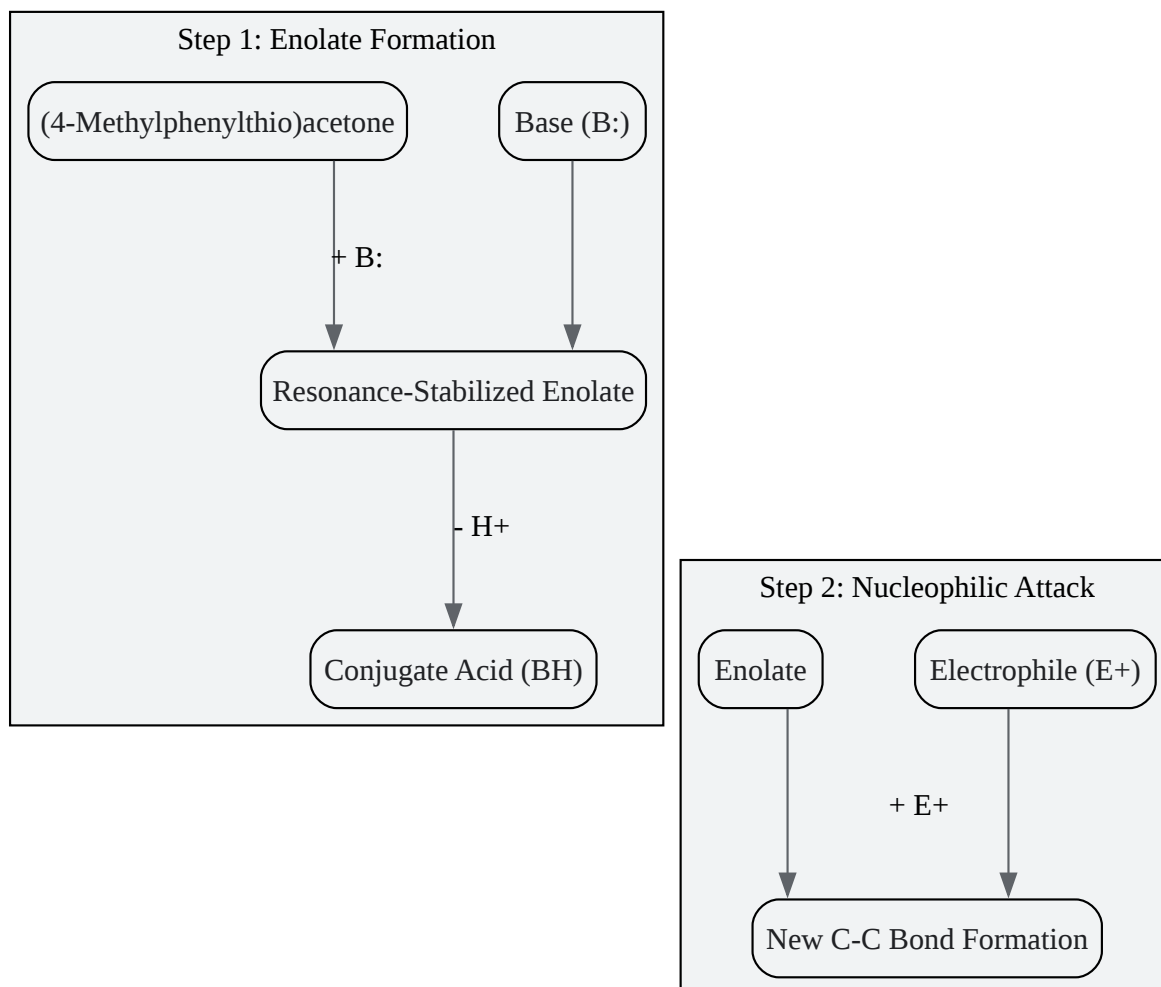 Step 1: Enolate Formation
(4-Methylphenylthio)acetone
Base (B:)
+ B:
Resonance-Stabilized Enolate
- H+
Conjugate Acid (BH)
Step 2: Nucleophilic Attack
Enolate
Electrophile (E+)
+ E+
New C-C Bond Formation